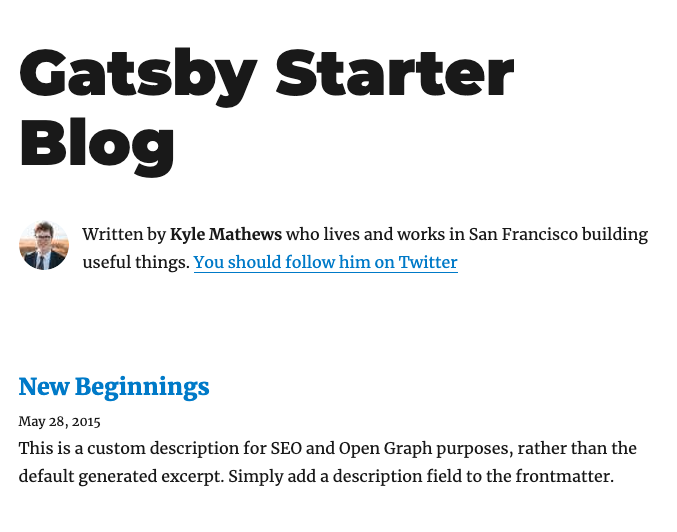 Gatsby Starter
Blog
Written by Kyle Mathews who lives and works in San Francisco building
useful things. You should follow him on Twitter
New Beginnings
May 28, 2015
This is a custom description for SEO and Open Graph purposes, rather than the
default generated excerpt. Simply add a description field to the frontmatter.